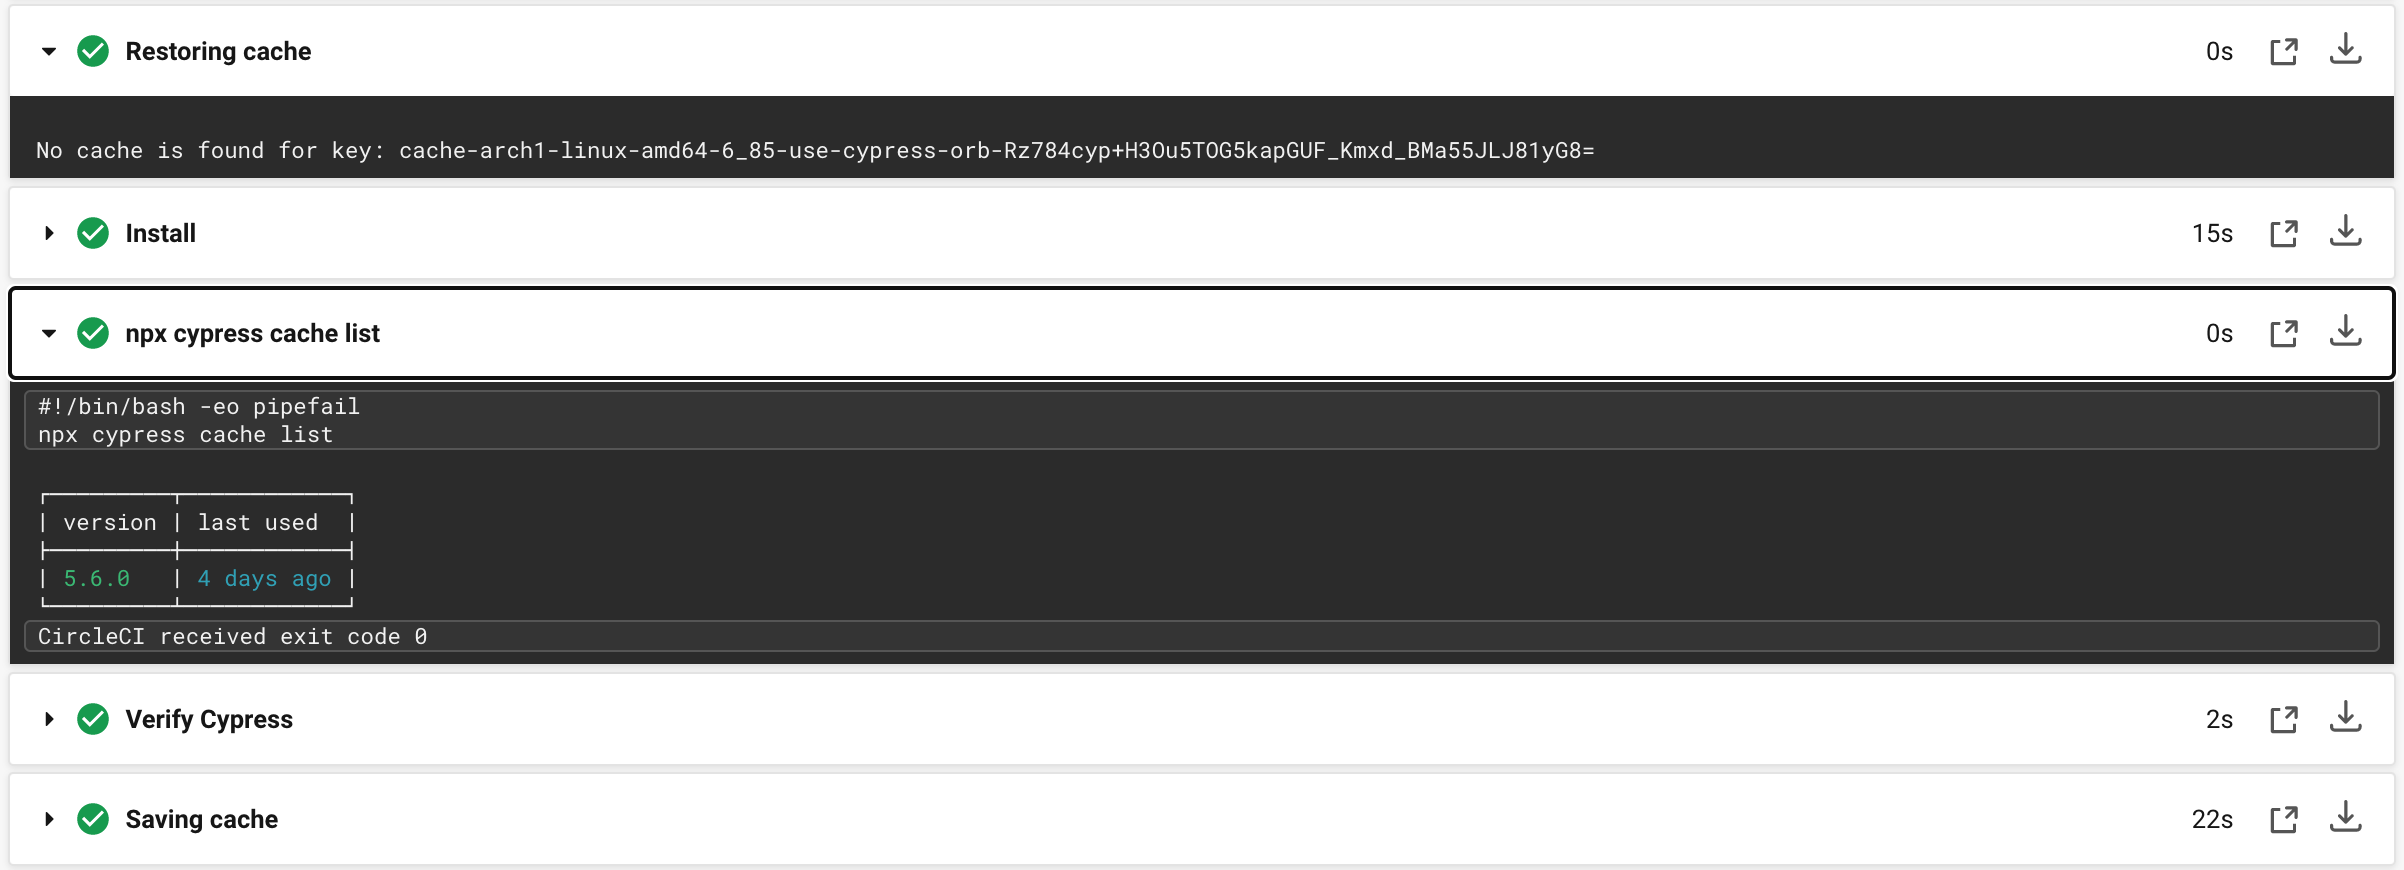 Restoring cache 0s
No cache is found for key: cache-arch1-linux-amd64-6_85-use-cypress-orb-Rz784cyp+H3Ou5TOG5kapGUF_Kmxd_BMa55JLJ81yG8=
Install 15s
npx cypress cache list 0s
#!/bin/bash -eo pipefail
npx cypress cache list
| version | last used |
| 5.6.0 | 4 days ago |
CircleCI received exit code 0
Verify Cypress 2s
Saving cache 22s